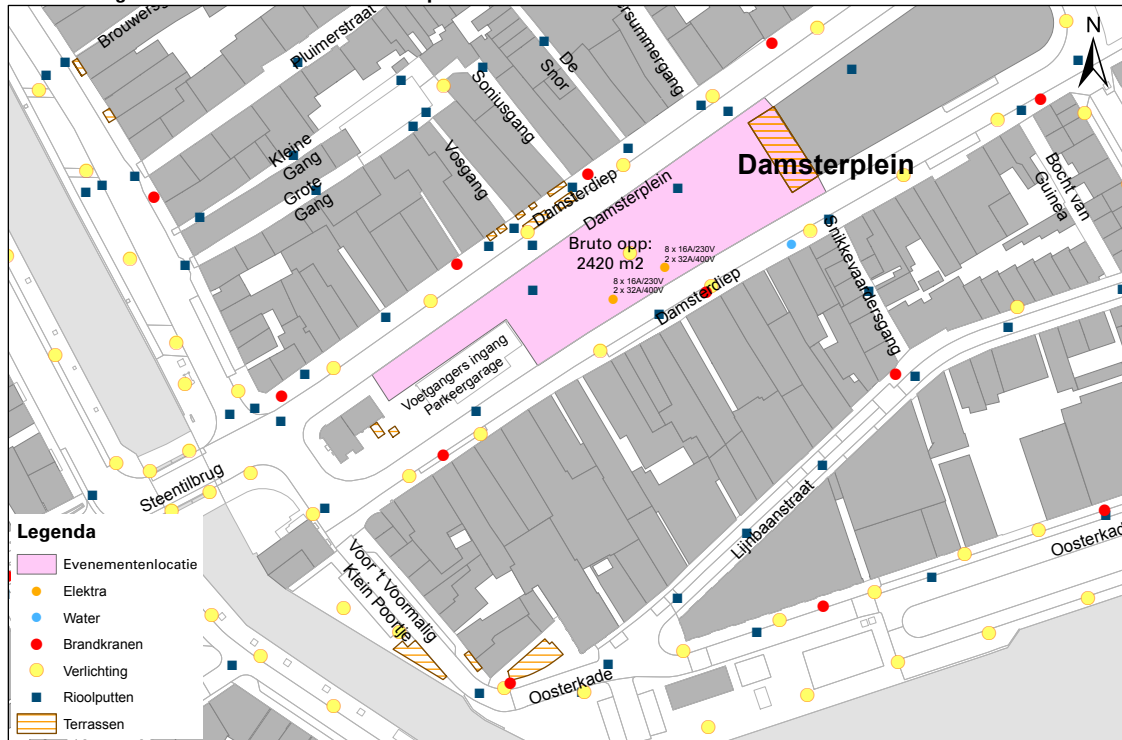 Brouwersg
Pluimerstraat
De
Snor
ersummergang
N
Soniusgang
Kleine
Gang
Grote
Gang
Vosgang
Damsterplein
Bocht van
Guinea
Damsterdiep
Damsterplein
Bruto opp:
2420 m2
8 x 16A/230V
2 x 32A/400V
8 x 16A/230V
2 x 32A/400V
Damsterdiep
Snikkevaardersgang
Voetgangers ingang
Parkeergarage
Steentilbrug
Lijnbaanstraat
Voor 't Voormalig
Klein Poortje
Oosterkade
Oosterkade
Legenda
Evenementenlocatie
Elektra
Water
Brandkranen
Verlichting
Rioolputten
Terrassen